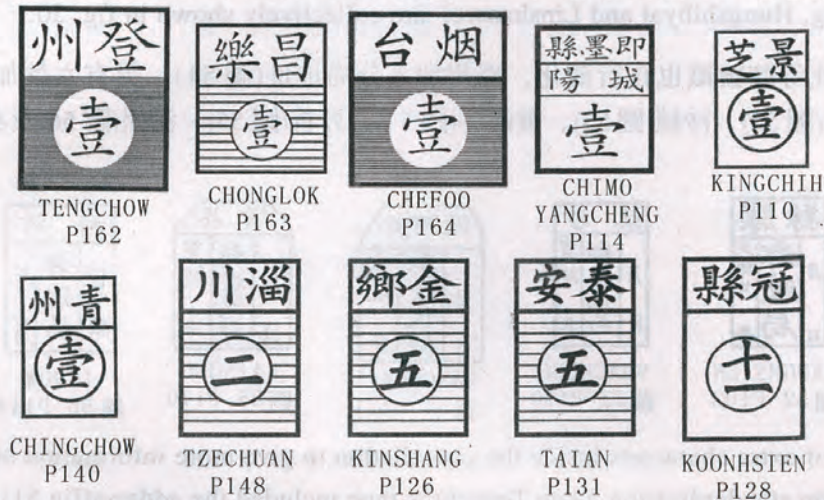 登州
壹
TENGCHOW
P162
昌樂
壹
CHONGLOK
P163
烟台
壹
CHEFOO
P164
即墨縣
城陽
壹
CHIMO
YANGCHENG
P114
景芝
壹
KINGCHIH
P110
青州
壹
CHINGCHOW
P140
淄川
二
TZECHUAN
P148
金鄉
五
KINSHANG
P126
泰安
五
TAIAN
P131
冠縣
十一
KOONHSIEN
P128